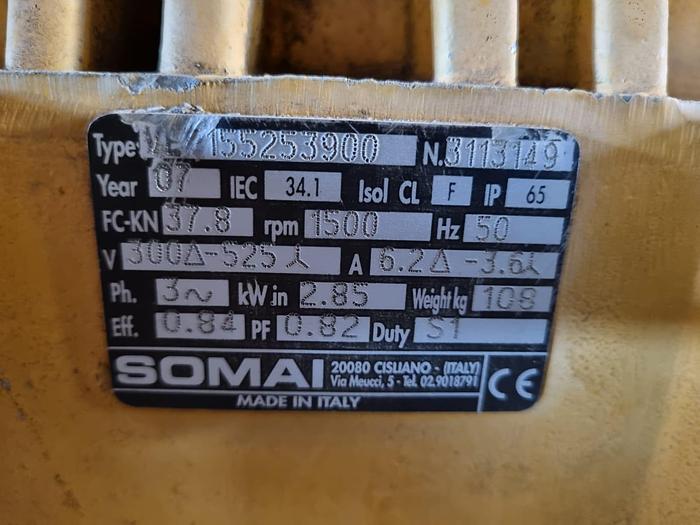 Type 155253900 N. 3113149
Year 07 IEC 34.1 Isol CL F IP 65
FC-KN 37.8 rpm 1500 Hz 50
V 300Δ-525⅄ A 6.2Δ-3.6⅄
Ph. 3~ kW.in 2.85 Weight kg 108
Eff. 0.84 PF 0.82 Duty S1
SOMAI 20080 CISLIANO - (ITALY)
Via Meucci, 5 - Tel. 02.9018791 CE
MADE IN ITALY